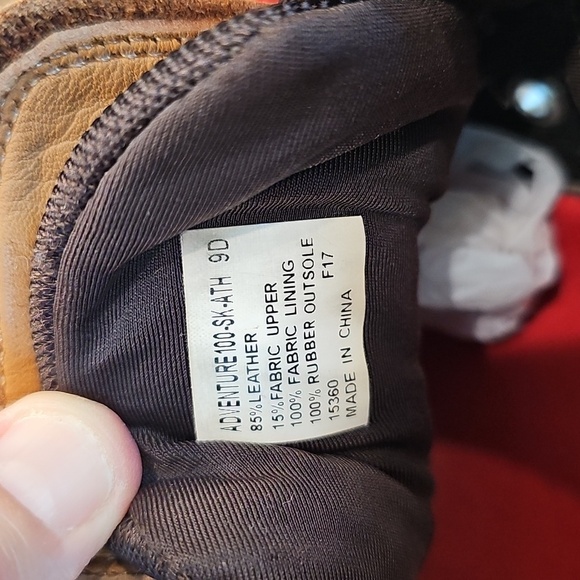 ADVENTURE100-SK-ATH 9D
85%LEATHER
15%FABRIC UPPER
100% FABRIC LINING
100% RUBBER OUTSOLE
15360 F17
MADE IN CHINA